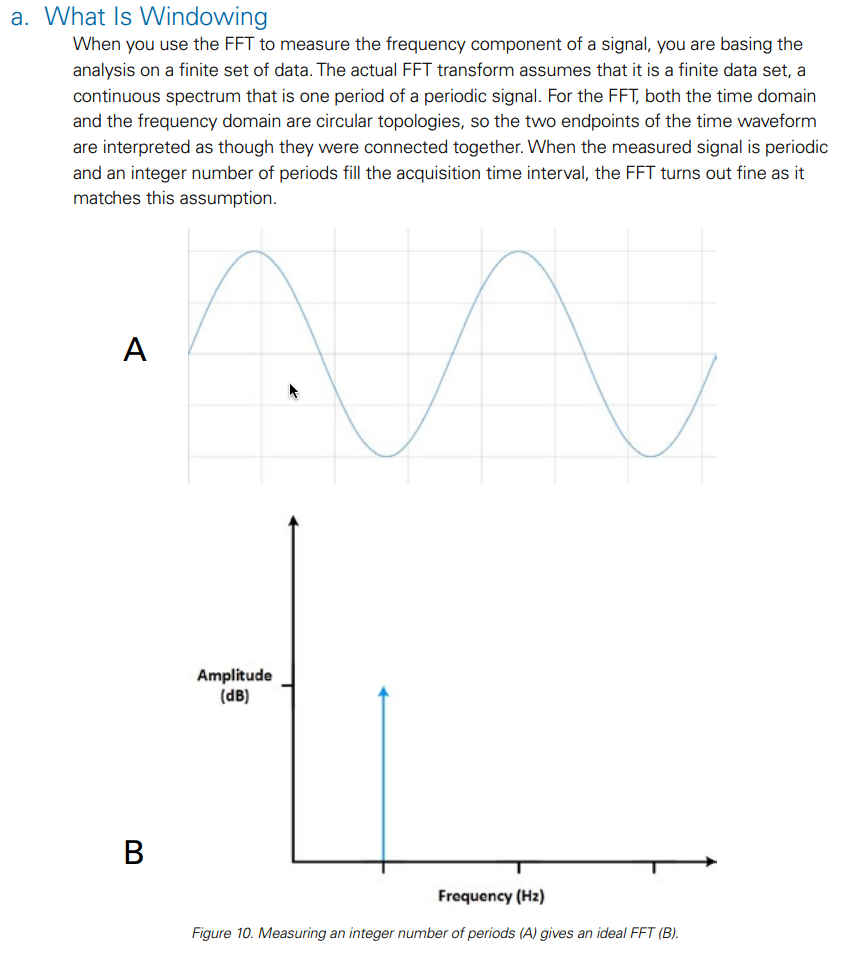 a. What Is Windowing
When you use the FFT to measure the frequency component of a signal, you are basing the
analysis on a finite set of data. The actual FFT transform assumes that it is a finite data set, a
continuous spectrum that is one period of a periodic signal. For the FFT, both the time domain
and the frequency domain are circular topologies, so the two endpoints of the time waveform
are interpreted as though they were connected together. When the measured signal is periodic
and an integer number of periods fill the acquisition time interval, the FFT turns out fine as it
matches this assumption.
A
Amplitude
(dB)
B
Frequency (Hz)
Figure 10. Measuring an integer number of periods (A) gives an ideal FFT (B).